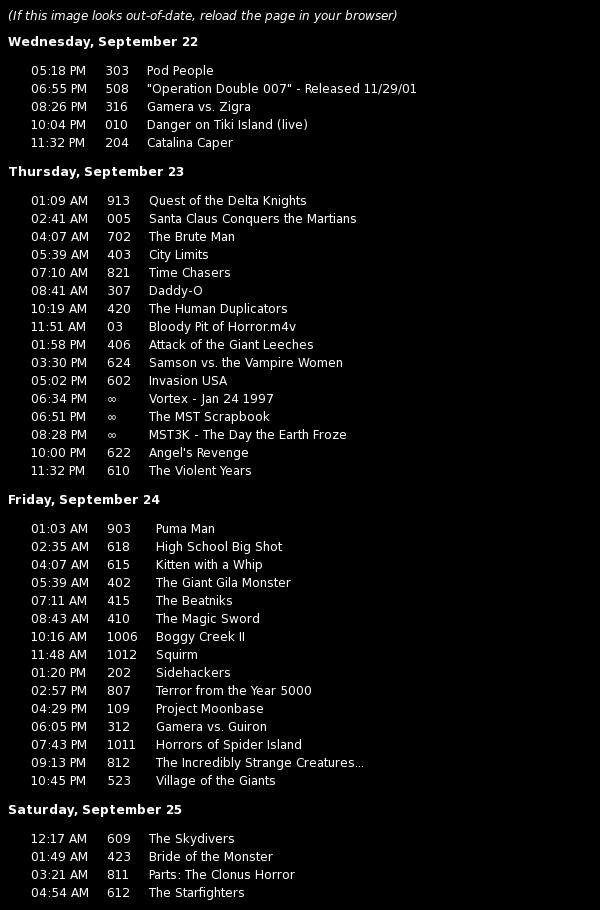 (If this image looks out-of-date, reload the page in your browser)
Wednesday, September 22
05:18 PM 303 Pod People
06:55 PM 508 "Operation Double 007" - Released 11/29/01
08:26 PM 316 Gamera vs. Zigra
10:04 PM 010 Danger on Tiki Island (live)
11:32 PM 204 Catalina Caper
Thursday, September 23
01:09 AM 913 Quest of the Delta Knights
02:41 AM 005 Santa Claus Conquers the Martians
04:07 AM 702 The Brute Man
05:39 AM 403 City Limits
07:10 AM 821 Time Chasers
08:41 AM 307 Daddy-O
10:19 AM 420 The Human Duplicators
11:51 AM 03 Bloody Pit of Horror.m4v
01:58 PM 406 Attack of the Giant Leeches
03:30 PM 624 Samson vs. the Vampire Women
05:02 PM 602 Invasion USA
06:34 PM ∞ Vortex - Jan 24 1997
06:51 PM ∞ The MST Scrapbook
08:28 PM ∞ MST3K - The Day the Earth Froze
10:00 PM 622 Angel's Revenge
11:32 PM 610 The Violent Years
Friday, September 24
01:03 AM 903 Puma Man
02:35 AM 618 High School Big Shot
04:07 AM 615 Kitten with a Whip
05:39 AM 402 The Giant Gila Monster
07:11 AM 415 The Beatniks
08:43 AM 410 The Magic Sword
10:16 AM 1006 Boggy Creek II
11:48 AM 1012 Squirm
01:20 PM 202 Sidehackers
02:57 PM 807 Terror from the Year 5000
04:29 PM 109 Project Moonbase
06:05 PM 312 Gamera vs. Guiron
07:43 PM 1011 Horrors of Spider Island
09:13 PM 812 The Incredibly Strange Creatures...
10:45 PM 523 Village of the Giants
Saturday, September 25
12:17 AM 609 The Skydivers
01:49 AM 423 Bride of the Monster
03:21 AM 811 Parts: The Clonus Horror
04:54 AM 612 The Starfighters